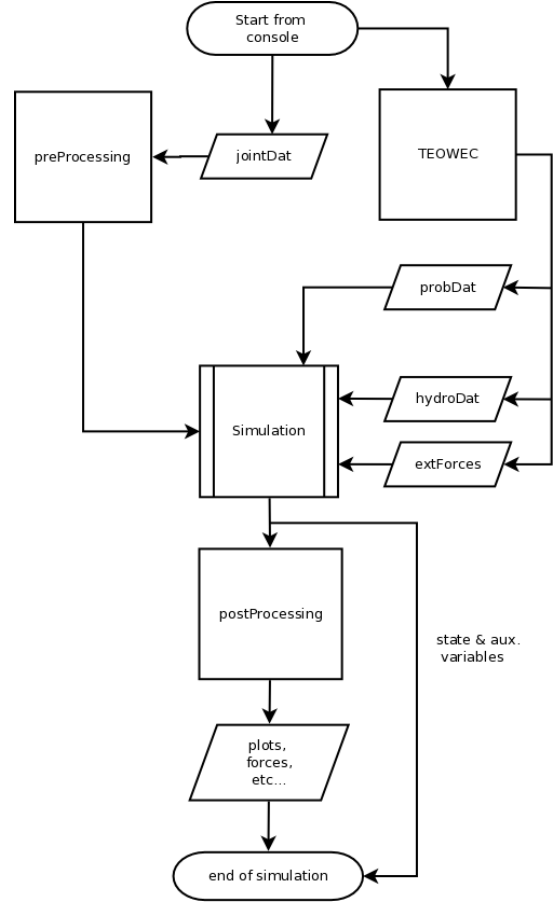 Start from
console
preProcessing
jointDat
TEOWEC
probDat
hydroDat
Simulation
extForces
postProcessing
state & aux.
variables
plots,
forces,
etc...
end of simulation